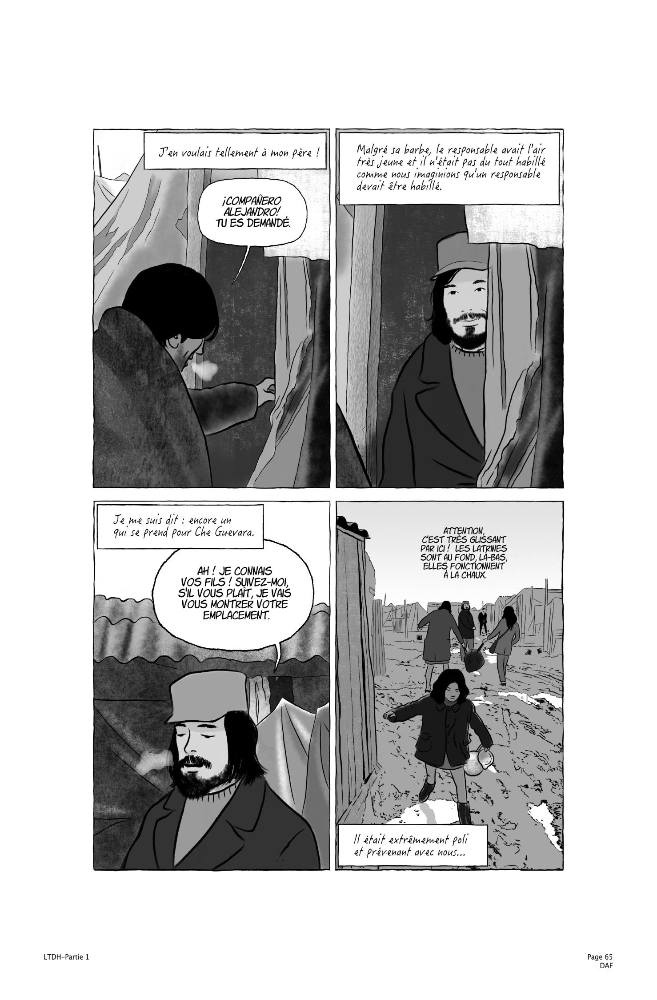 J'en voulais tellement à mon père !
¡COMPAÑERO
ALEJANDRO!
TU ES DEMANDÉ.
Malgré sa barbe, le responsable avait l'air
très jeune et il n'était pas du tout habillé
comme nous imaginions qu'un responsable
devait être habillé.
Je me suis dit : encore un
qui se prend pour Che Guevara.
AH ! JE CONNAIS
VOS FILS ! SUIVEZ-MOI,
S'IL VOUS PLAÎT, JE VAIS
VOUS MONTRER VOTRE
EMPLACEMENT.
ATTENTION,
C'EST TRÈS GLISSANT
PAR ICI ! LES LATRINES
SONT AU FOND, LÀ-BAS,
ELLES FONCTIONNENT
À LA CHAUX.
Il était extrêmement poli
et prévenant avec nous...
LTDH-Partie 1
Page 65
DAF